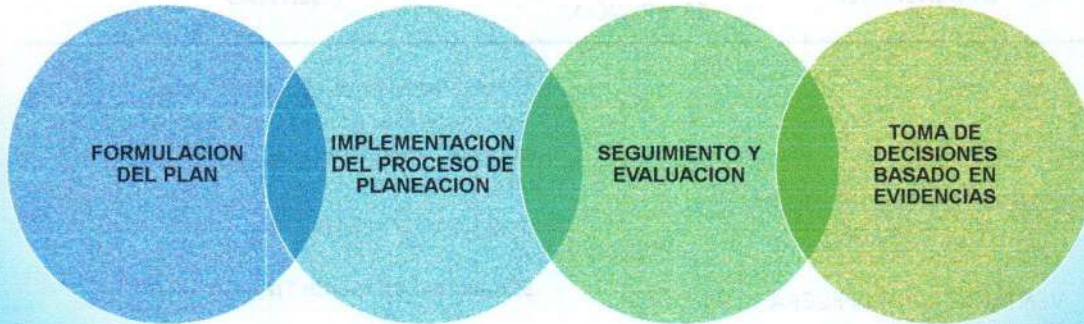 FORMULACION
DEL PLAN
IMPLEMENTACION
DEL PROCESO DE
PLANEACION
SEGUIMIENTO Y
EVALUACION
TOMA DE
DECISIONES
BASADO EN
EVIDENCIAS